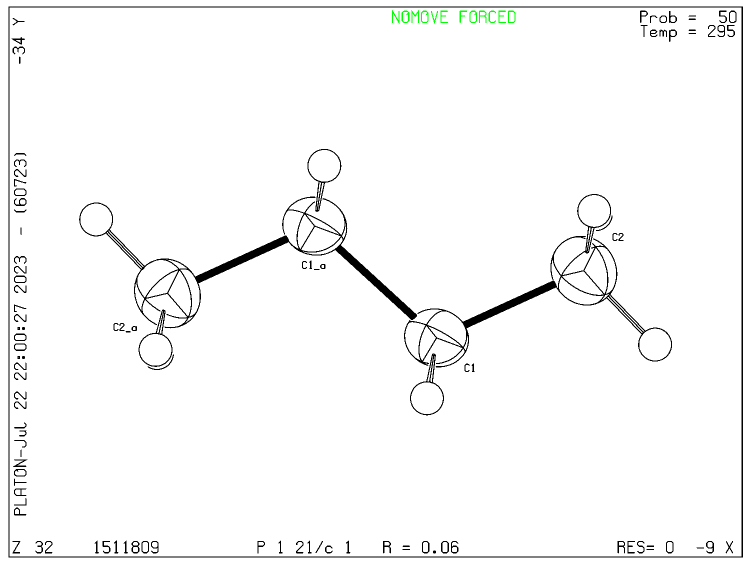 NOMOVE FORCED
Prob = 50
Temp = 295
-34 Y
PLATON-Jul 22 22:00:27 2023 - (60723)
C2
C1_a
C2_a
C1
Z 32 1511809 P 1 21/c 1 R = 0.06 RES= 0 -9 X